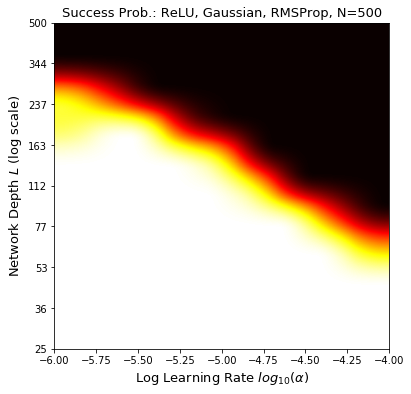 Success Prob.: ReLU, Gaussian, RMSProp, N=500
500
344
237
163
112
77
53
36
25
Network Depth L (log scale)
−6.00 −5.75 −5.50 −5.25 −5.00 −4.75 −4.50 −4.25 −4.00
Log Learning Rate log₁₀(α)